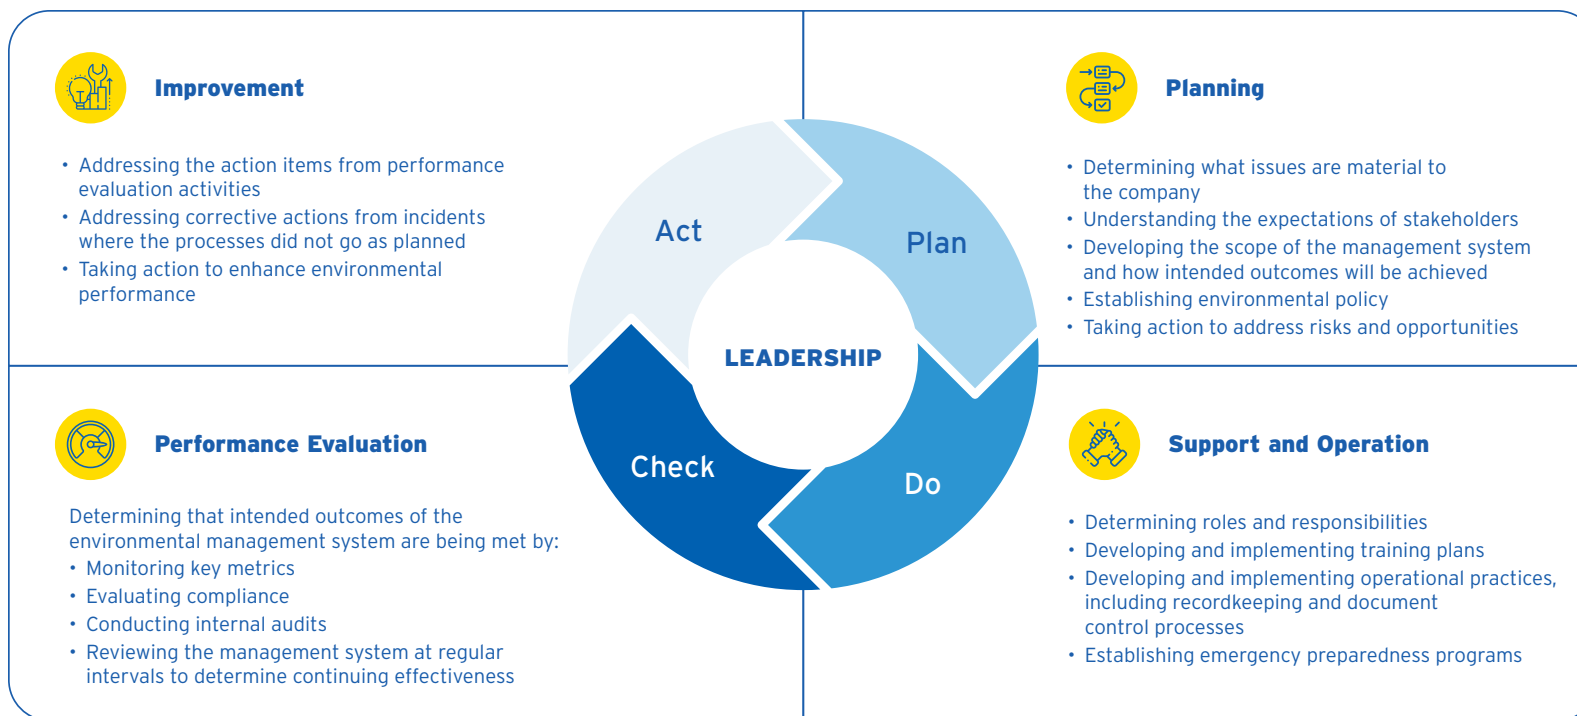 Improvement
• Addressing the action items from performance
evaluation activities
• Addressing corrective actions from incidents
where the processes did not go as planned
• Taking action to enhance environmental
performance
Planning
• Determining what issues are material to
the company
• Understanding the expectations of stakeholders
• Developing the scope of the management system
and how intended outcomes will be achieved
• Establishing environmental policy
• Taking action to address risks and opportunities
Act
Plan
LEADERSHIP
Check
Do
Performance Evaluation
Determining that intended outcomes of the
environmental management system are being met by:
• Monitoring key metrics
• Evaluating compliance
• Conducting internal audits
• Reviewing the management system at regular
intervals to determine continuing effectiveness
Support and Operation
• Determining roles and responsibilities
• Developing and implementing training plans
• Developing and implementing operational practices,
including recordkeeping and document
control processes
• Establishing emergency preparedness programs